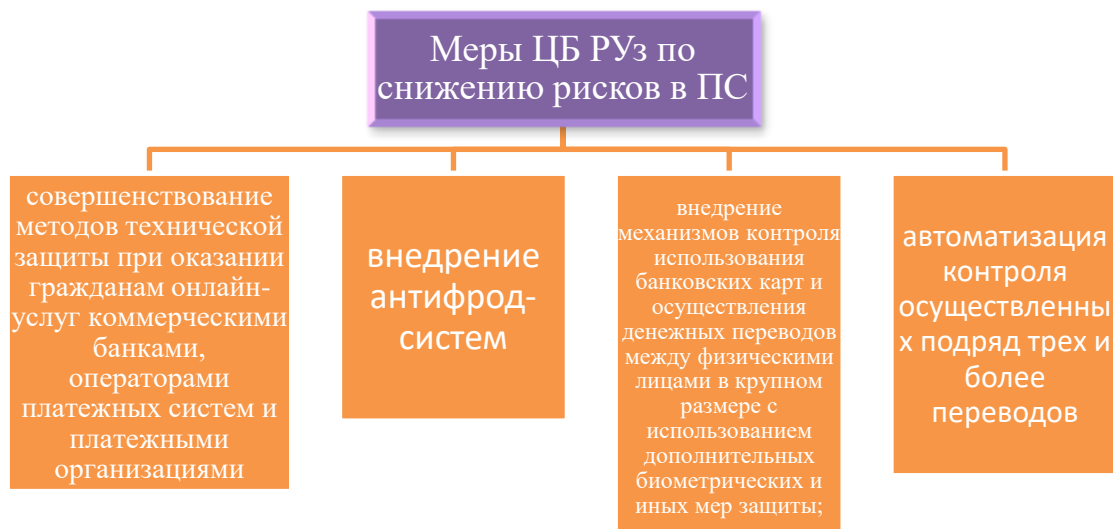 Меры ЦБ РУз по
снижению рисков в ПС
совершенствование
методов технической
защиты при оказании
гражданам онлайн-
услуг коммерческими
банками,
операторами
платежных систем и
платежными
организациями
внедрение
антифрод-
систем
внедрение
механизмов контроля
использования
банковских карт и
осуществления
денежных переводов
между физическими
лицами в крупном
размере с
использованием
дополнительных
биометрических и
иных мер защиты;
автоматизация
контроля
осуществленны
х подряд трех и
более
переводов